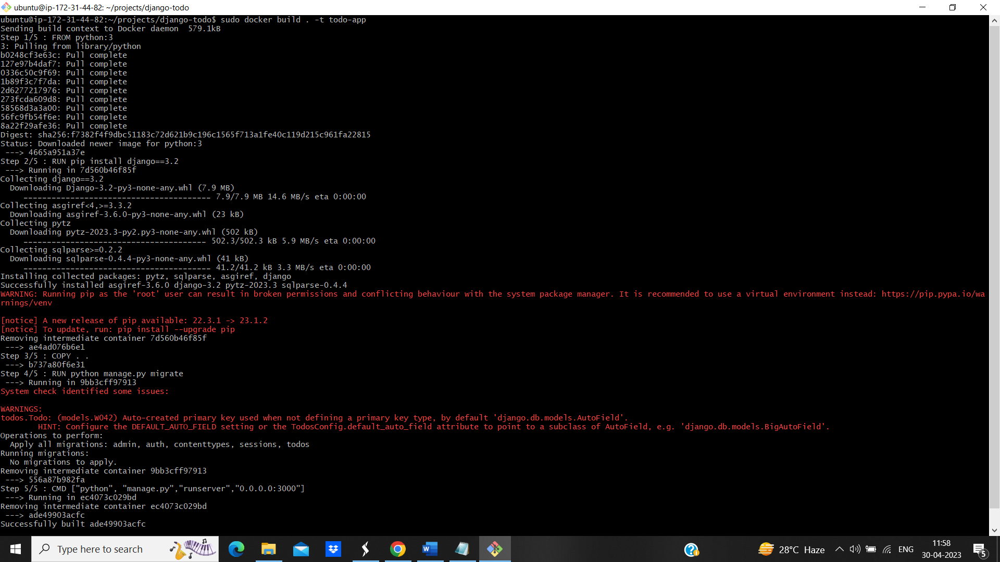 ubuntu@ip-172-31-44-82: ~/projects/django-todo
ubuntu@ip-172-31-44-82:~/projects/django-todo$ sudo docker build . -t todo-app
Sending build context to Docker daemon  579.1kB
Step 1/5 : FROM python:3
3: Pulling from library/python
b0248cf3e63c: Pull complete
127e97b4daf7: Pull complete
0336c50c9f69: Pull complete
1b89f3c7f7da: Pull complete
2d6277217976: Pull complete
273fcda609d8: Pull complete
58568d3a3a00: Pull complete
56fc9fb54f6e: Pull complete
8a22f29afe36: Pull complete
Digest: sha256:f7382f4f9dbc51183c72d621b9c196c1565f713a1fe40c119d215c961fa22815
Status: Downloaded newer image for python:3
 ---> 4665a951a37e
Step 2/5 : RUN pip install django==3.2
 ---> Running in 7d560b46f85f
Collecting django==3.2
  Downloading Django-3.2-py3-none-any.whl (7.9 MB)
     ---------------------------------------- 7.9/7.9 MB 14.6 MB/s eta 0:00:00
Collecting asgiref<4,>=3.3.2
  Downloading asgiref-3.6.0-py3-none-any.whl (23 kB)
Collecting pytz
  Downloading pytz-2023.3-py2.py3-none-any.whl (502 kB)
     --------------------------------------- 502.3/502.3 kB 5.9 MB/s eta 0:00:00
Collecting sqlparse>=0.2.2
  Downloading sqlparse-0.4.4-py3-none-any.whl (41 kB)
     ---------------------------------------- 41.2/41.2 kB 3.3 MB/s eta 0:00:00
Installing collected packages: pytz, sqlparse, asgiref, django
Successfully installed asgiref-3.6.0 django-3.2 pytz-2023.3 sqlparse-0.4.4
WARNING: Running pip as the 'root' user can result in broken permissions and conflicting behaviour with the system package manager. It is recommended to use a virtual environment instead: https://pip.pypa.io/wa
rnings/venv
[notice] A new release of pip available: 22.3.1 -> 23.1.2
[notice] To update, run: pip install --upgrade pip
Removing intermediate container 7d560b46f85f
 ---> ae4ad076b6e1
Step 3/5 : COPY . .
 ---> b737a80f6e31
Step 4/5 : RUN python manage.py migrate
 ---> Running in 9bb3cff97913
System check identified some issues:
WARNINGS:
todos.Todo: (models.W042) Auto-created primary key used when not defining a primary key type, by default 'django.db.models.AutoField'.
        HINT: Configure the DEFAULT_AUTO_FIELD setting or the TodosConfig.default_auto_field attribute to point to a subclass of AutoField, e.g. 'django.db.models.BigAutoField'.
Operations to perform:
  Apply all migrations: admin, auth, contenttypes, sessions, todos
Running migrations:
  No migrations to apply.
Removing intermediate container 9bb3cff97913
 ---> 556a87b982fa
Step 5/5 : CMD ["python", "manage.py","runserver","0.0.0.0:3000"]
 ---> Running in ec4073c029bd
Removing intermediate container ec4073c029bd
 ---> ade49903acfc
Successfully built ade49903acfc
Type here to search
28°C Haze
ENG
11:58
30-04-2023
5